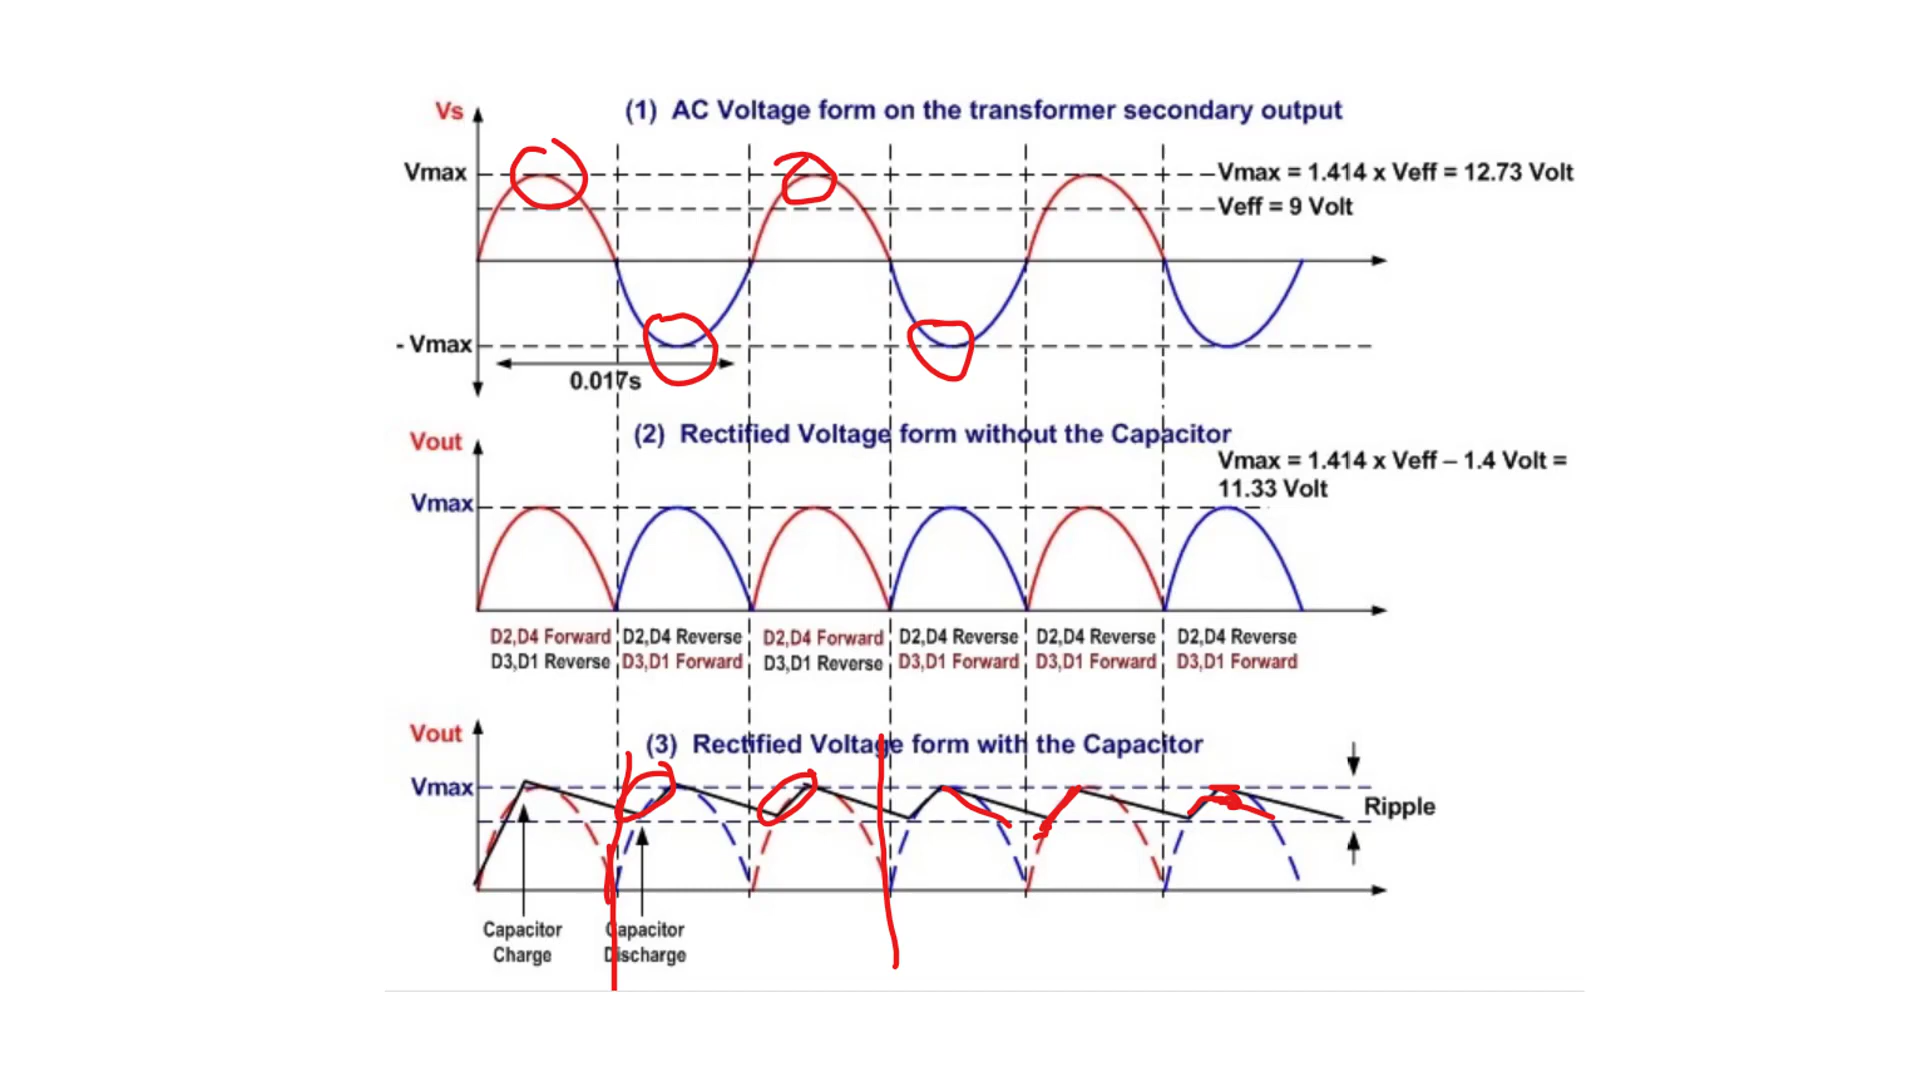 Vs
(1) AC Voltage form on the transformer secondary output
Vmax
Vmax = 1.414 x Veff = 12.73 Volt
Veff = 9 Volt
- Vmax
0.017s
Vout
(2) Rectified Voltage form without the Capacitor
Vmax = 1.414 x Veff – 1.4 Volt =
11.33 Volt
Vmax
D2,D4 Forward D2,D4 Reverse D2,D4 Forward D2,D4 Reverse D2,D4 Reverse D2,D4 Reverse
D3,D1 Reverse D3,D1 Forward D3,D1 Reverse D3,D1 Forward D3,D1 Forward D3,D1 Forward
Vout
(3) Rectified Voltage form with the Capacitor
Vmax
Ripple
Capacitor Capacitor
Charge Discharge